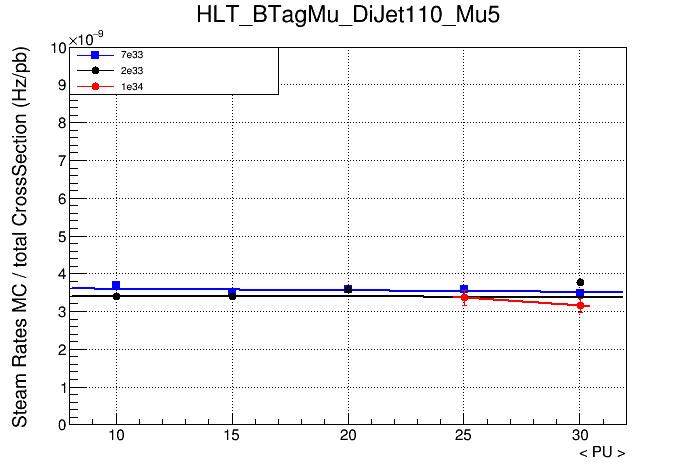 HLT_BTagMu_DiJet110_Mu5
×10⁻⁹
7e33
2e33
1e34
Steam Rates MC / total CrossSection (Hz/pb)
10
9
8
7
6
5
4
3
2
1
0
10 15 20 25 30
< PU >